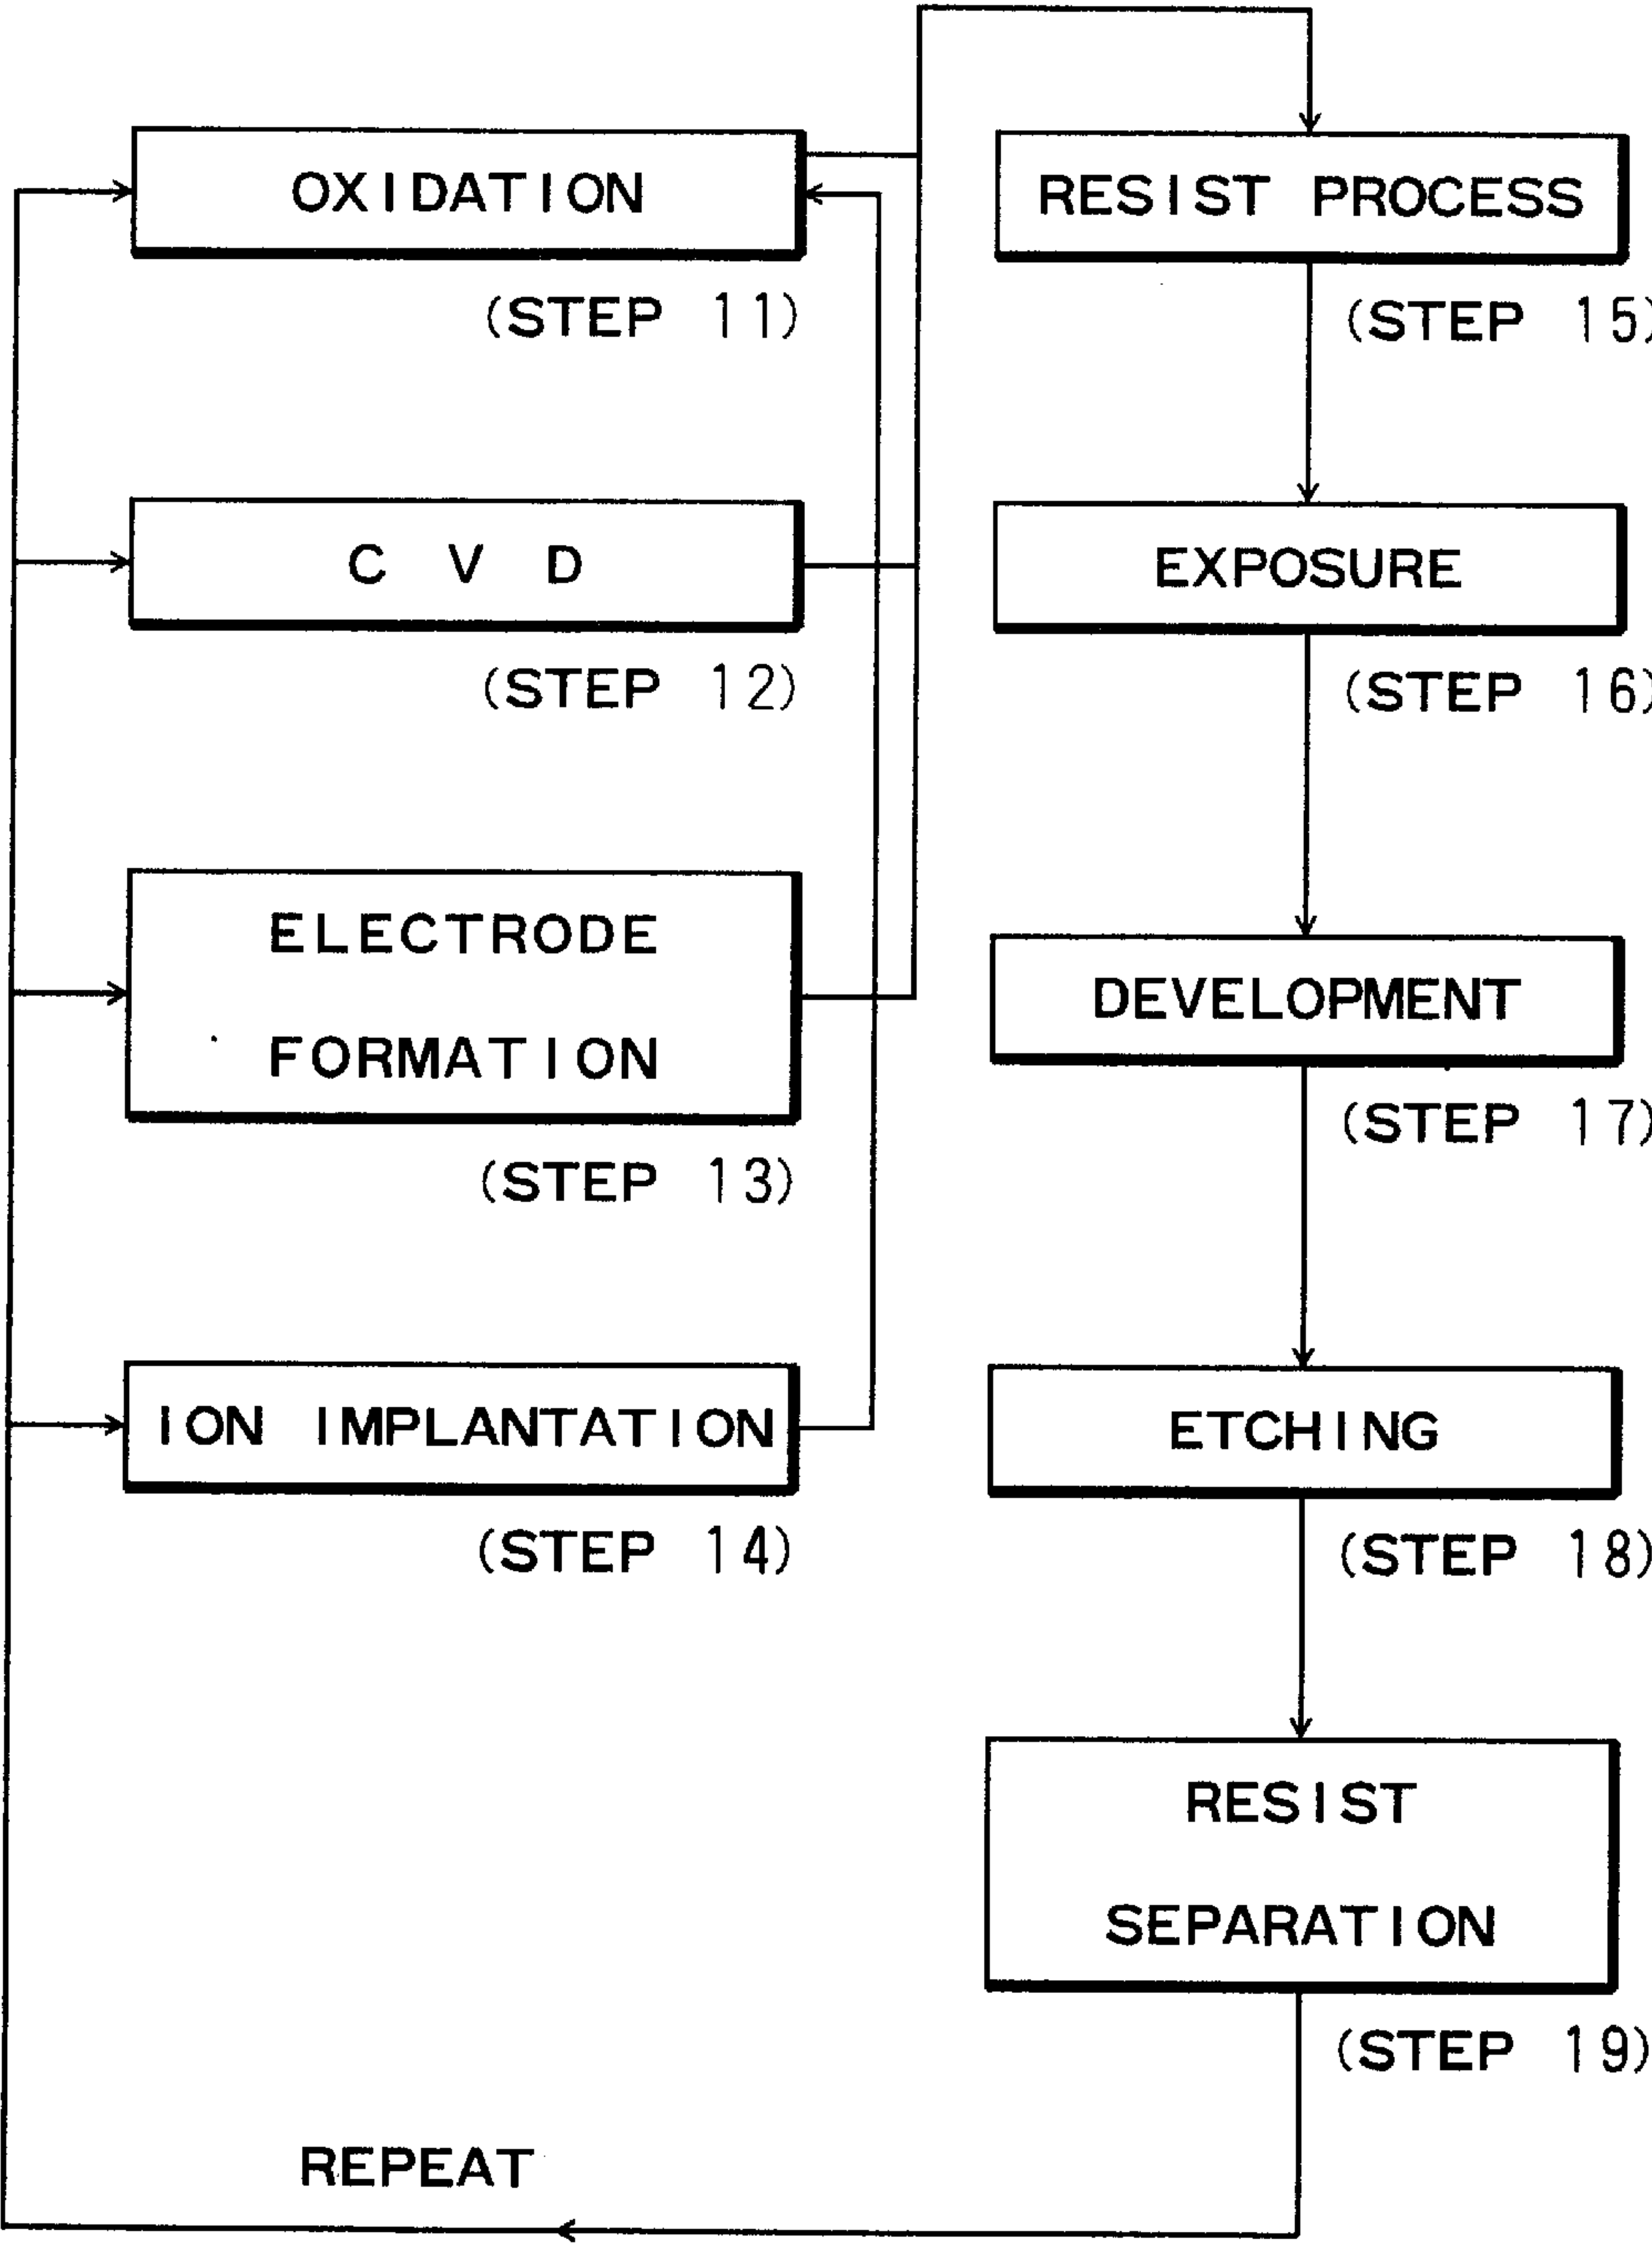 OXIDATION
(STEP 11)
C V D
(STEP 12)
ELECTRODE
FORMATION
(STEP 13)
ION IMPLANTATION
(STEP 14)
RESIST PROCESS
(STEP 15)
EXPOSURE
(STEP 16)
DEVELOPMENT
(STEP 17)
ETCHING
(STEP 18)
RESIST
SEPARATION
(STEP 19)
REPEAT